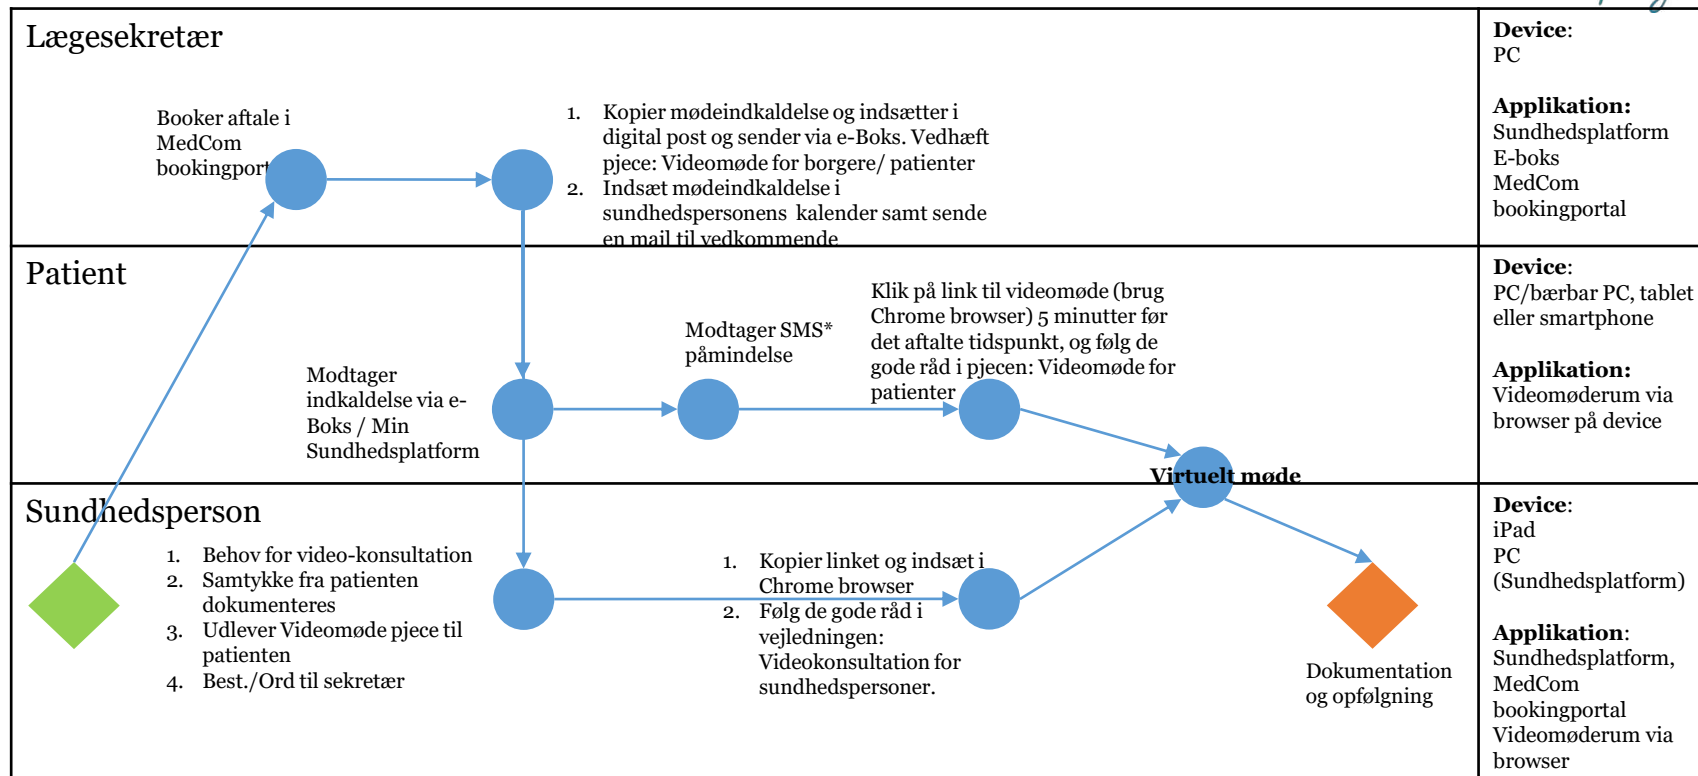 Lægesekretær
Booker aftale i
MedCom
bookingport
1. Kopier mødeindkaldelse og indsætter i
digital post og sender via e-Boks. Vedhæft
pjece: Videomøde for borgere/ patienter
2. Indsæt mødeindkaldelse i
sundhedspersonens kalender samt sende
en mail til vedkommende
Device:
PC
Applikation:
Sundhedsplatform
E-boks
MedCom
bookingportal
Patient
Modtager
indkaldelse via e-
Boks / Min
Sundhedsplatform
Modtager SMS*
påmindelse
Klik på link til videomøde (brug
Chrome browser) 5 minutter før
det aftalte tidspunkt, og følg de
gode råd i pjecen: Videomøde for
patienter
Virtuelt møde
Device:
PC/bærbar PC, tablet
eller smartphone
Applikation:
Videomøderum via
browser på device
Sundhedsperson
1. Behov for video-konsultation
2. Samtykke fra patienten
dokumenteres
3. Udlever Videomøde pjece til
patienten
4. Best./Ord til sekretær
1. Kopier linket og indsæt i
Chrome browser
2. Følg de gode råd i
vejledningen:
Videokonsultation for
sundhedspersoner.
Dokumentation
og opfølgning
Device:
iPad
PC
(Sundhedsplatform)
Applikation:
Sundhedsplatform,
MedCom
bookingportal
Videomøderum via
browser